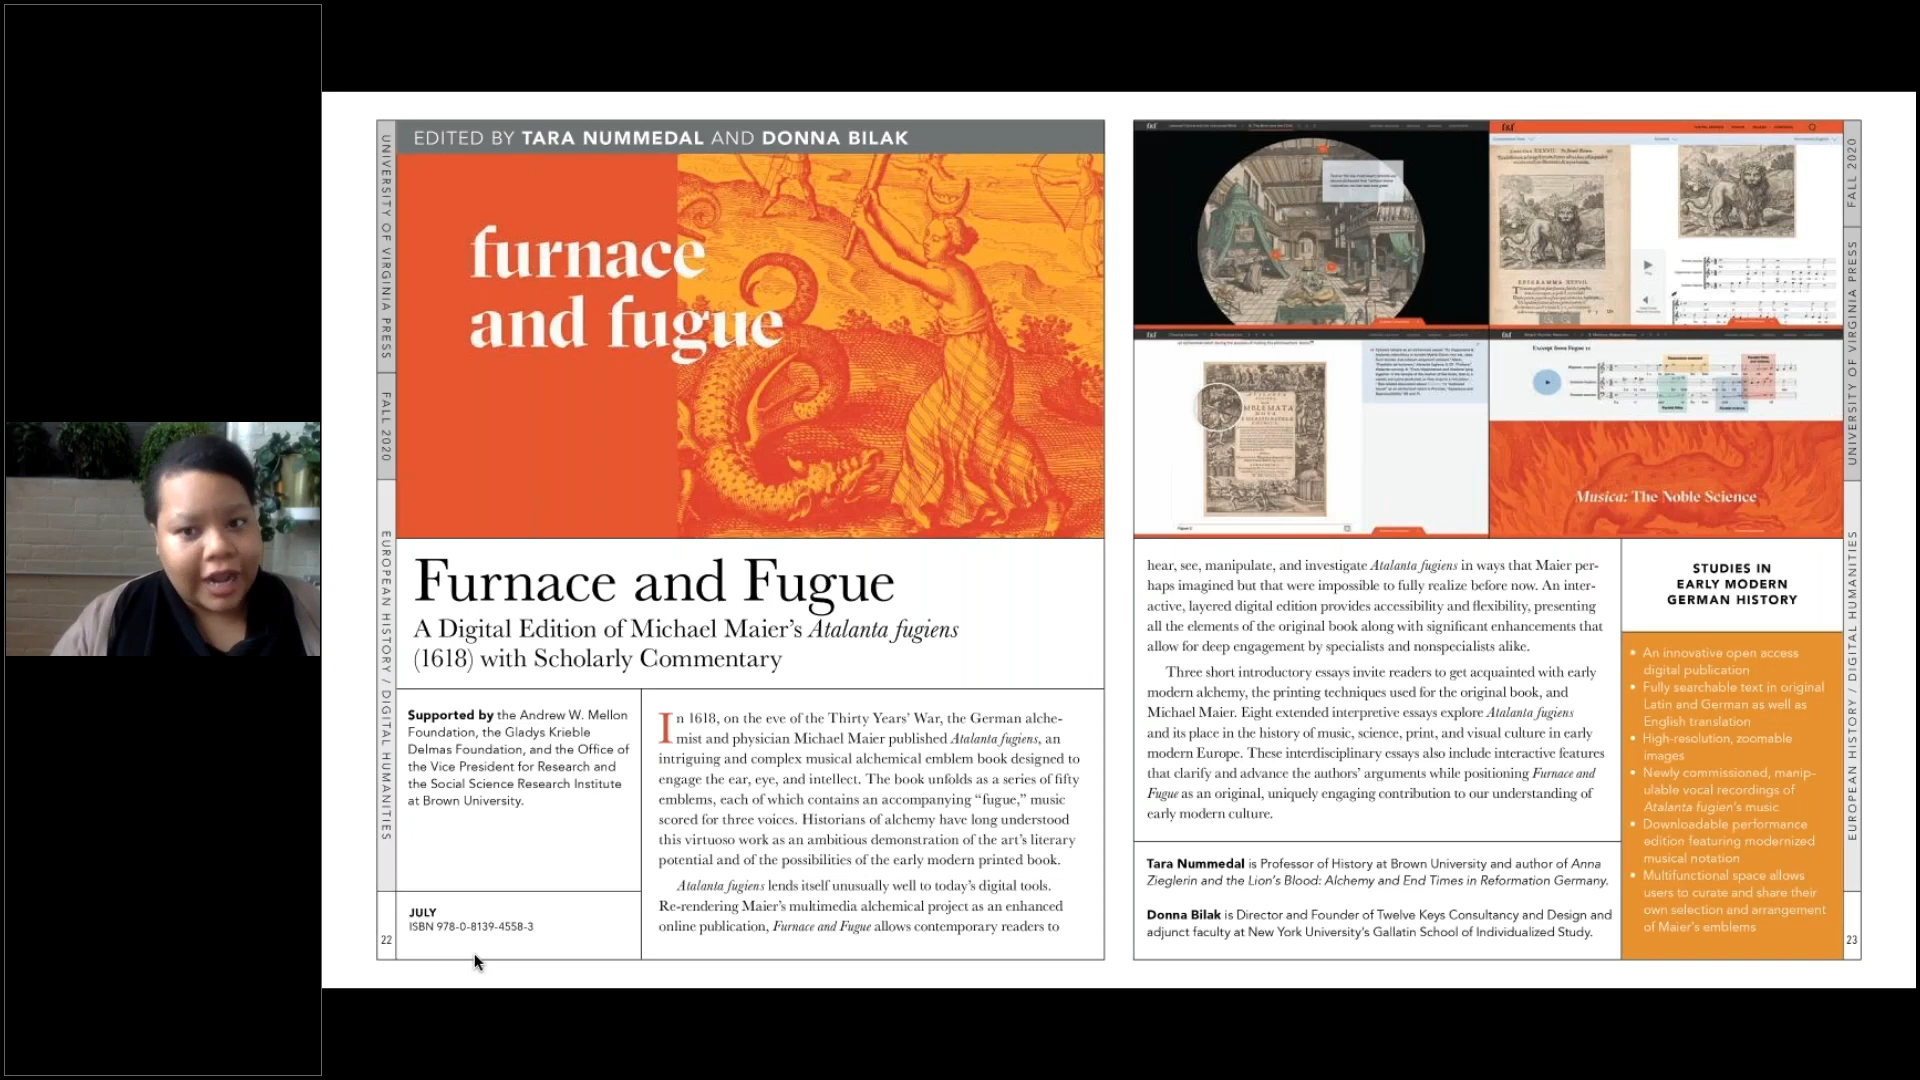 EDITED BY TARA NUMMEDAL AND DONNA BILAK
UNIVERSITY OF VIRGINIA PRESS
FALL 2020
EUROPEAN HISTORY / DIGITAL HUMANITIES
furnace
and fugue
Furnace and Fugue
A Digital Edition of Michael Maier's Atalanta fugiens
(1618) with Scholarly Commentary
Supported by the Andrew W. Mellon
Foundation, the Gladys Krieble
Delmas Foundation, and the Office of
the Vice President for Research and
the Social Science Research Institute
at Brown University.
JULY
ISBN 978-0-8139-4558-3
22
In 1618, on the eve of the Thirty Years' War, the German alche-
mist and physician Michael Maier published Atalanta fugiens, an
intriguing and complex musical alchemical emblem book designed to
engage the ear, eye, and intellect. The book unfolds as a series of fifty
emblems, each of which contains an accompanying "fugue," music
scored for three voices. Historians of alchemy have long understood
this virtuoso work as an ambitious demonstration of the art's literary
potential and of the possibilities of the early modern printed book.
Atalanta fugiens lends itself unusually well to today's digital tools.
Re-rendering Maier's multimedia alchemical project as an enhanced
online publication, Furnace and Fugue allows contemporary readers to
EPIGRAMMA XXXVII.
EMBLEMATA
Figure 2
Excerpt from Fugue 11
Musica: The Noble Science
hear, see, manipulate, and investigate Atalanta fugiens in ways that Maier per-
haps imagined but that were impossible to fully realize before now. An inter-
active, layered digital edition provides accessibility and flexibility, presenting
all the elements of the original book along with significant enhancements that
allow for deep engagement by specialists and nonspecialists alike.
Three short introductory essays invite readers to get acquainted with early
modern alchemy, the printing techniques used for the original book, and
Michael Maier. Eight extended interpretive essays explore Atalanta fugiens
and its place in the history of music, science, print, and visual culture in early
modern Europe. These interdisciplinary essays also include interactive features
that clarify and advance the authors' arguments while positioning Furnace and
Fugue as an original, uniquely engaging contribution to our understanding of
early modern culture.
Tara Nummedal is Professor of History at Brown University and author of Anna
Zieglerin and the Lion's Blood: Alchemy and End Times in Reformation Germany.
Donna Bilak is Director and Founder of Twelve Keys Consultancy and Design and
adjunct faculty at New York University's Gallatin School of Individualized Study.
STUDIES IN
EARLY MODERN
GERMAN HISTORY
• An innovative open access
digital publication
• Fully searchable text in original
Latin and German as well as
English translation
• High-resolution, zoomable
images
• Newly commissioned, manip-
ulable vocal recordings of
Atalanta fugien's music
• Downloadable performance
edition featuring modernized
musical notation
• Multifunctional space allows
users to curate and share their
own selection and arrangement
of Maier's emblems
FALL 2020
UNIVERSITY OF VIRGINIA PRESS
EUROPEAN HISTORY / DIGITAL HUMANITIES
23